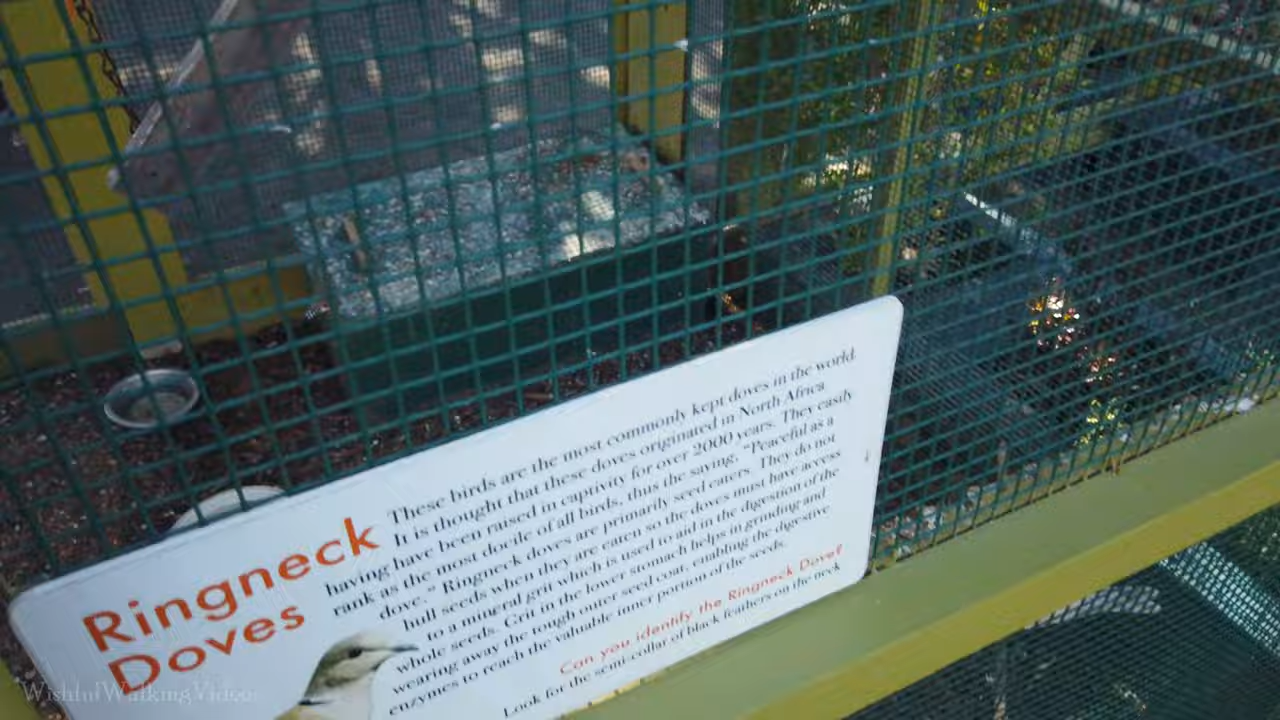 Ringneck
Doves
These birds are the most commonly kept doves in the world.
It is thought that these doves originated in North Africa
having have been raised in captivity for over 2000 years. They easily
rank as the most docile of all birds, thus the saying, "Peaceful as a
dove." Ringneck doves are primarily seed eaters. They do not
hull seeds when they are eaten so the doves must have access
to a mineral grit which is used to aid in the digestion of the
whole seeds. Grit in the lower stomach helps in grinding and
wearing away the tough outer seed coat, enabling the digestive
enzymes to reach the valuable inner portion of the seeds.
Can you identify the Ringneck Dove?
Look for the semi-collar of black feathers on the neck
WishfulWalkingVideo